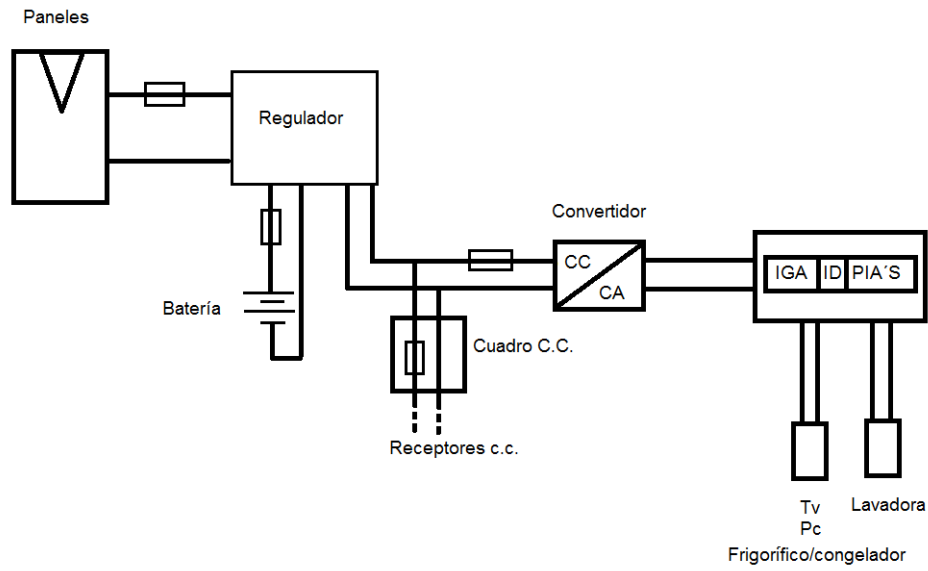 Paneles
Regulador
Convertidor
CC
CA
IGA ID PIA´S
Batería
Cuadro C.C.
Receptores c.c.
Tv
Pc
Lavadora
Frigorífico/congelador